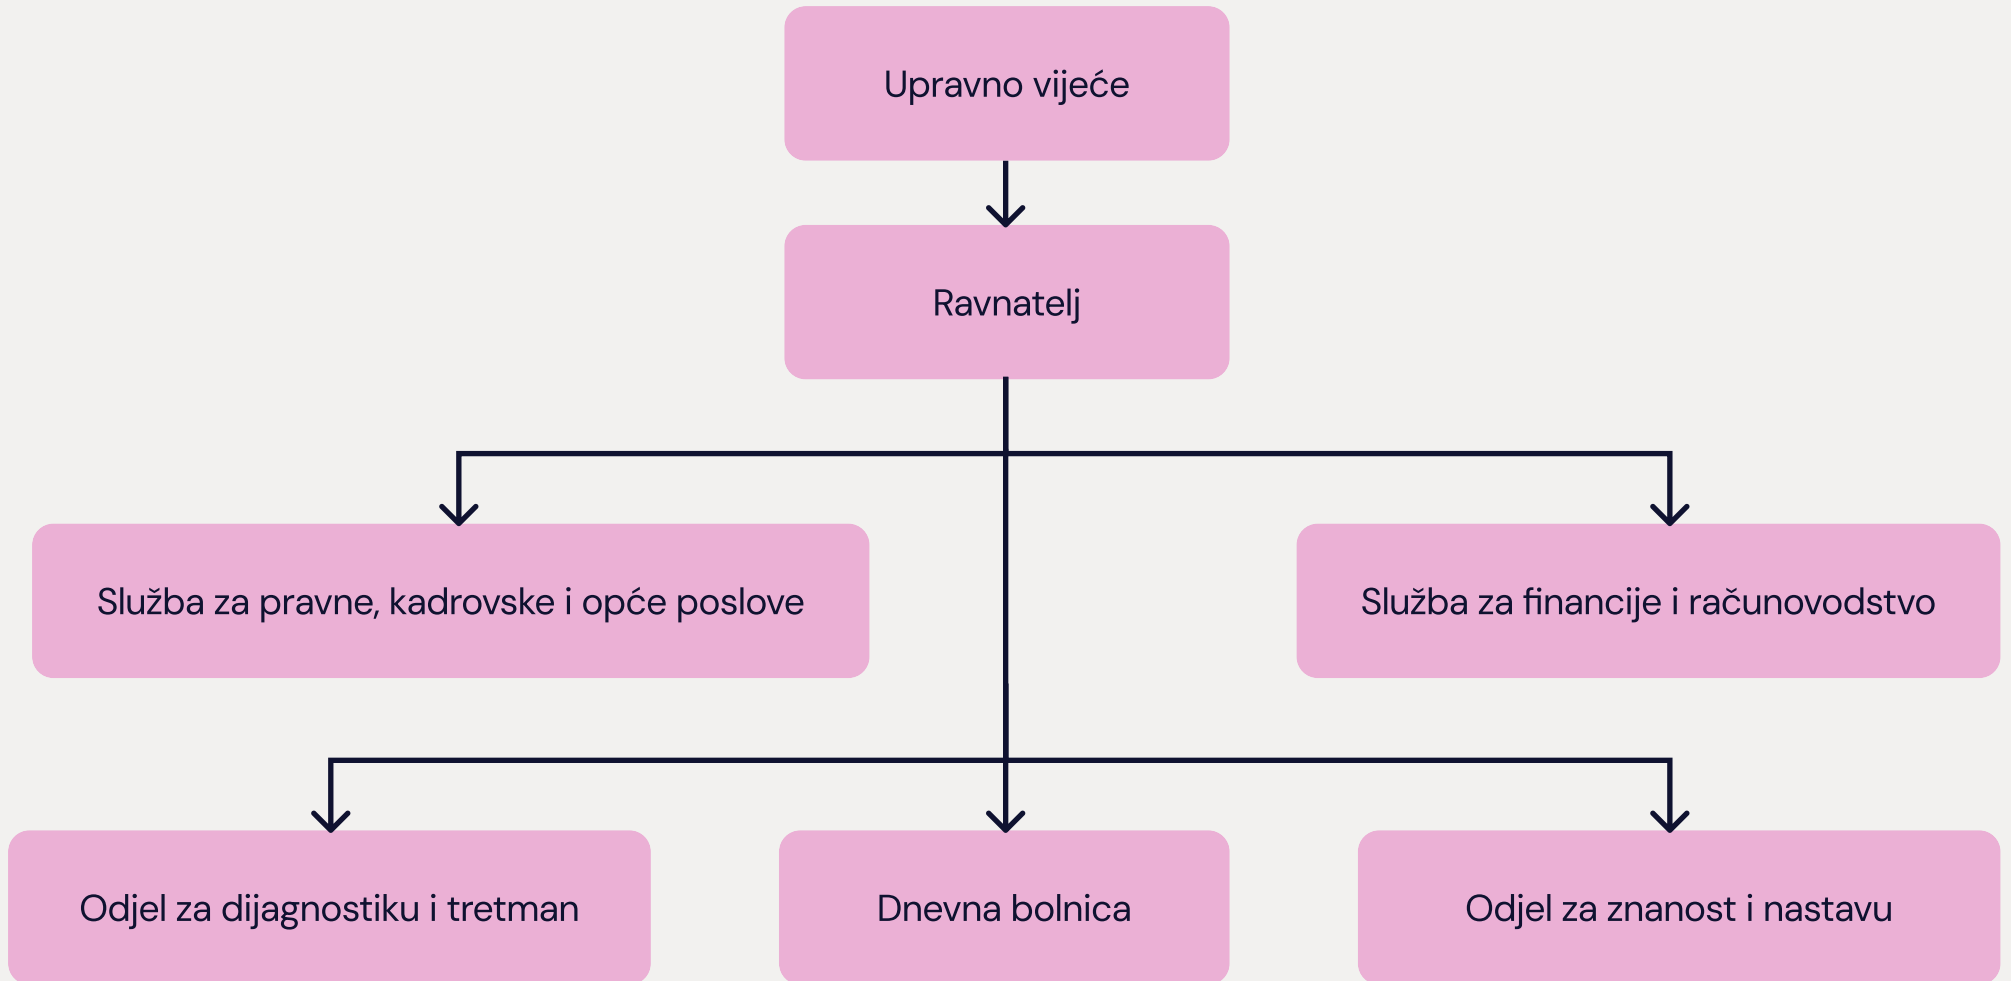 Upravno vijeće
Ravnatelj
Služba za pravne, kadrovske i opće poslove
Služba za financije i računovodstvo
Odjel za dijagnostiku i tretman
Dnevna bolnica
Odjel za znanost i nastavu